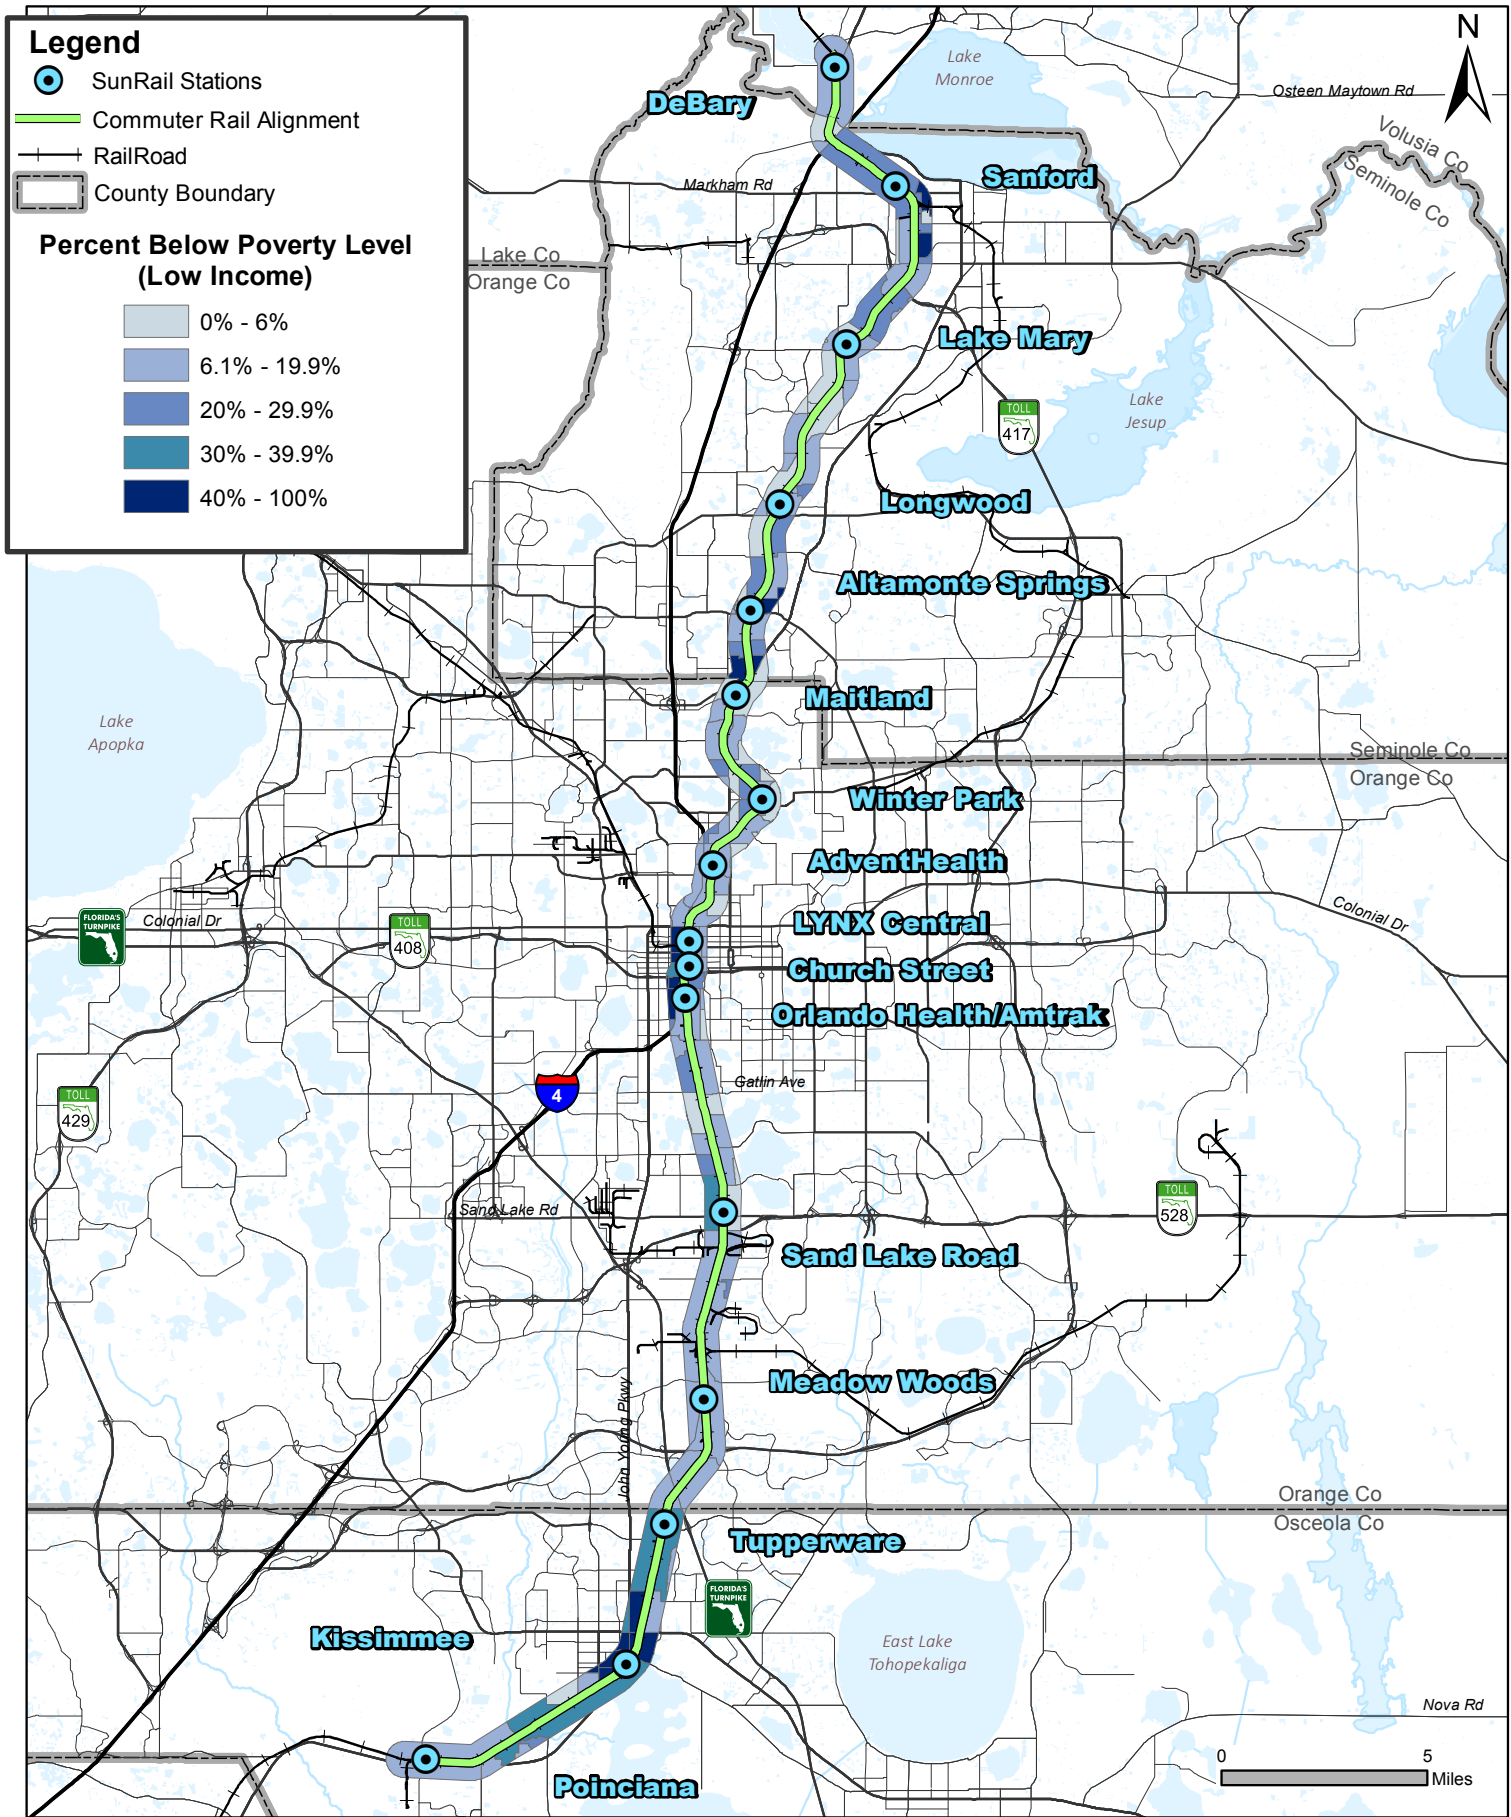 Legend
SunRail Stations
Commuter Rail Alignment
RailRoad
County Boundary
Percent Below Poverty Level
(Low Income)
0% - 6%
6.1% - 19.9%
20% - 29.9%
30% - 39.9%
40% - 100%
N
Lake
Monroe
Osteen Maytown Rd
DeBary
Volusia Co
Seminole Co
Sanford
Markham Rd
Lake Co
Orange Co
Lake Mary
Lake
Jesup
TOLL
417
Longwood
Altamonte Springs
Maitland
Lake
Apopka
Seminole Co
Orange Co
Winter Park
AdventHealth
FLORIDA'S
TURNPIKE
Colonial Dr
TOLL
408
LYNX Central
Colonial Dr
Church Street
Orlando Health/Amtrak
4
Gatlin Ave
TOLL
429
Sand Lake Rd
TOLL
528
Sand Lake Road
Meadow Woods
John Young Pkwy
Orange Co
Osceola Co
Tupperware
FLORIDA'S
TURNPIKE
Kissimmee
East Lake
Tohopekaliga
Nova Rd
0 5
Miles
Poinciana